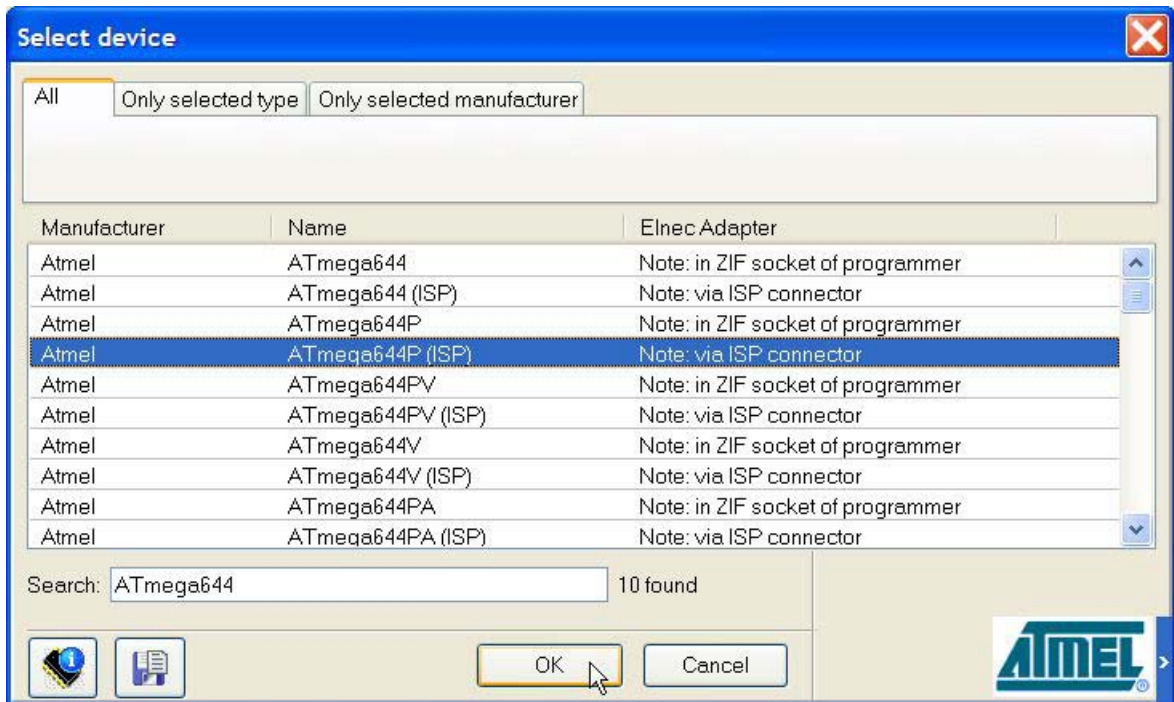 Select device
All Only selected type Only selected manufacturer
Manufacturer Name Elnec Adapter
Atmel ATmega644 Note: in ZIF socket of programmer
Atmel ATmega644 (ISP) Note: via ISP connector
Atmel ATmega644P Note: in ZIF socket of programmer
Atmel ATmega644P (ISP) Note: via ISP connector
Atmel ATmega644PV Note: in ZIF socket of programmer
Atmel ATmega644PV (ISP) Note: via ISP connector
Atmel ATmega644V Note: in ZIF socket of programmer
Atmel ATmega644V (ISP) Note: via ISP connector
Atmel ATmega644PA Note: in ZIF socket of programmer
Atmel ATmega644PA (ISP) Note: via ISP connector
Search: ATmega644 10 found
OK Cancel ATMEL®